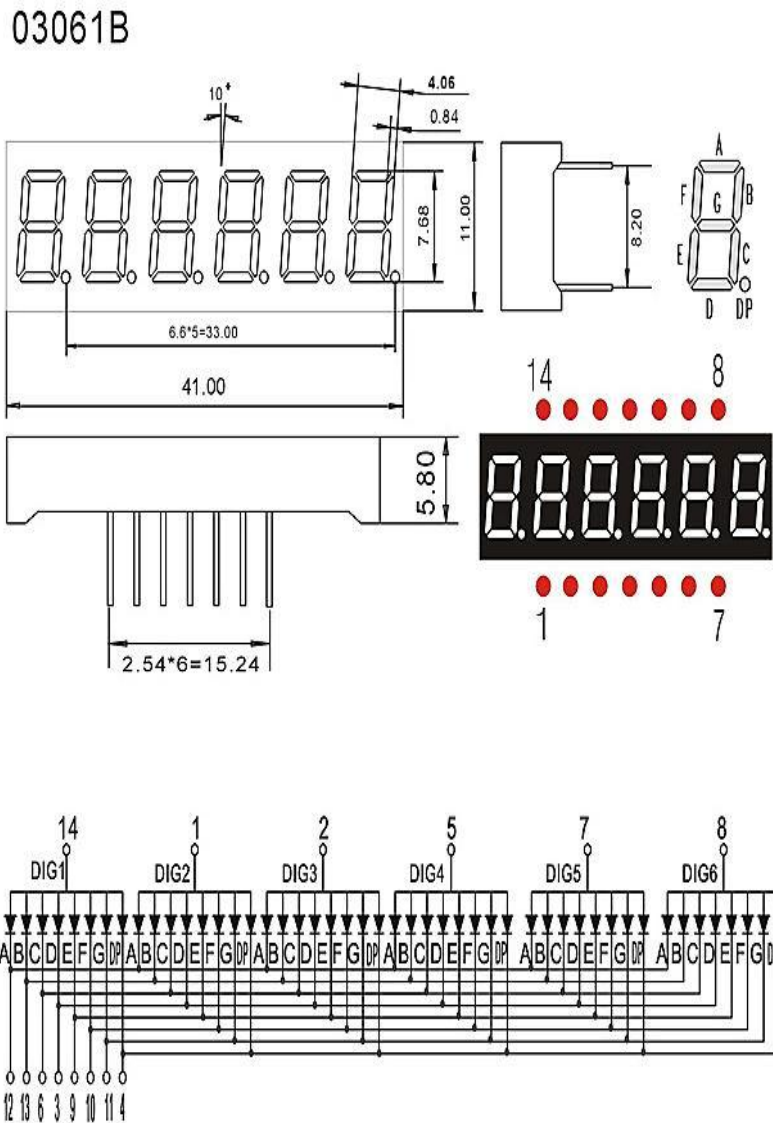 03061B
10°
4.06
0.84
7.68
11.00
8.20
6.6*5=33.00
41.00
A
F
G
B
E
C
D DP
14 8
5.80
1 7
2.54*6=15.24
14 1 2 5 7 8
DIG1 DIG2 DIG3 DIG4 DIG5 DIG6
A B C D E F G DP A B C D E F G DP A B C D E F G DP A B C D E F G DP A B C D E F G DP A B C D E F G D
12 13 6 3 9 10 11 4